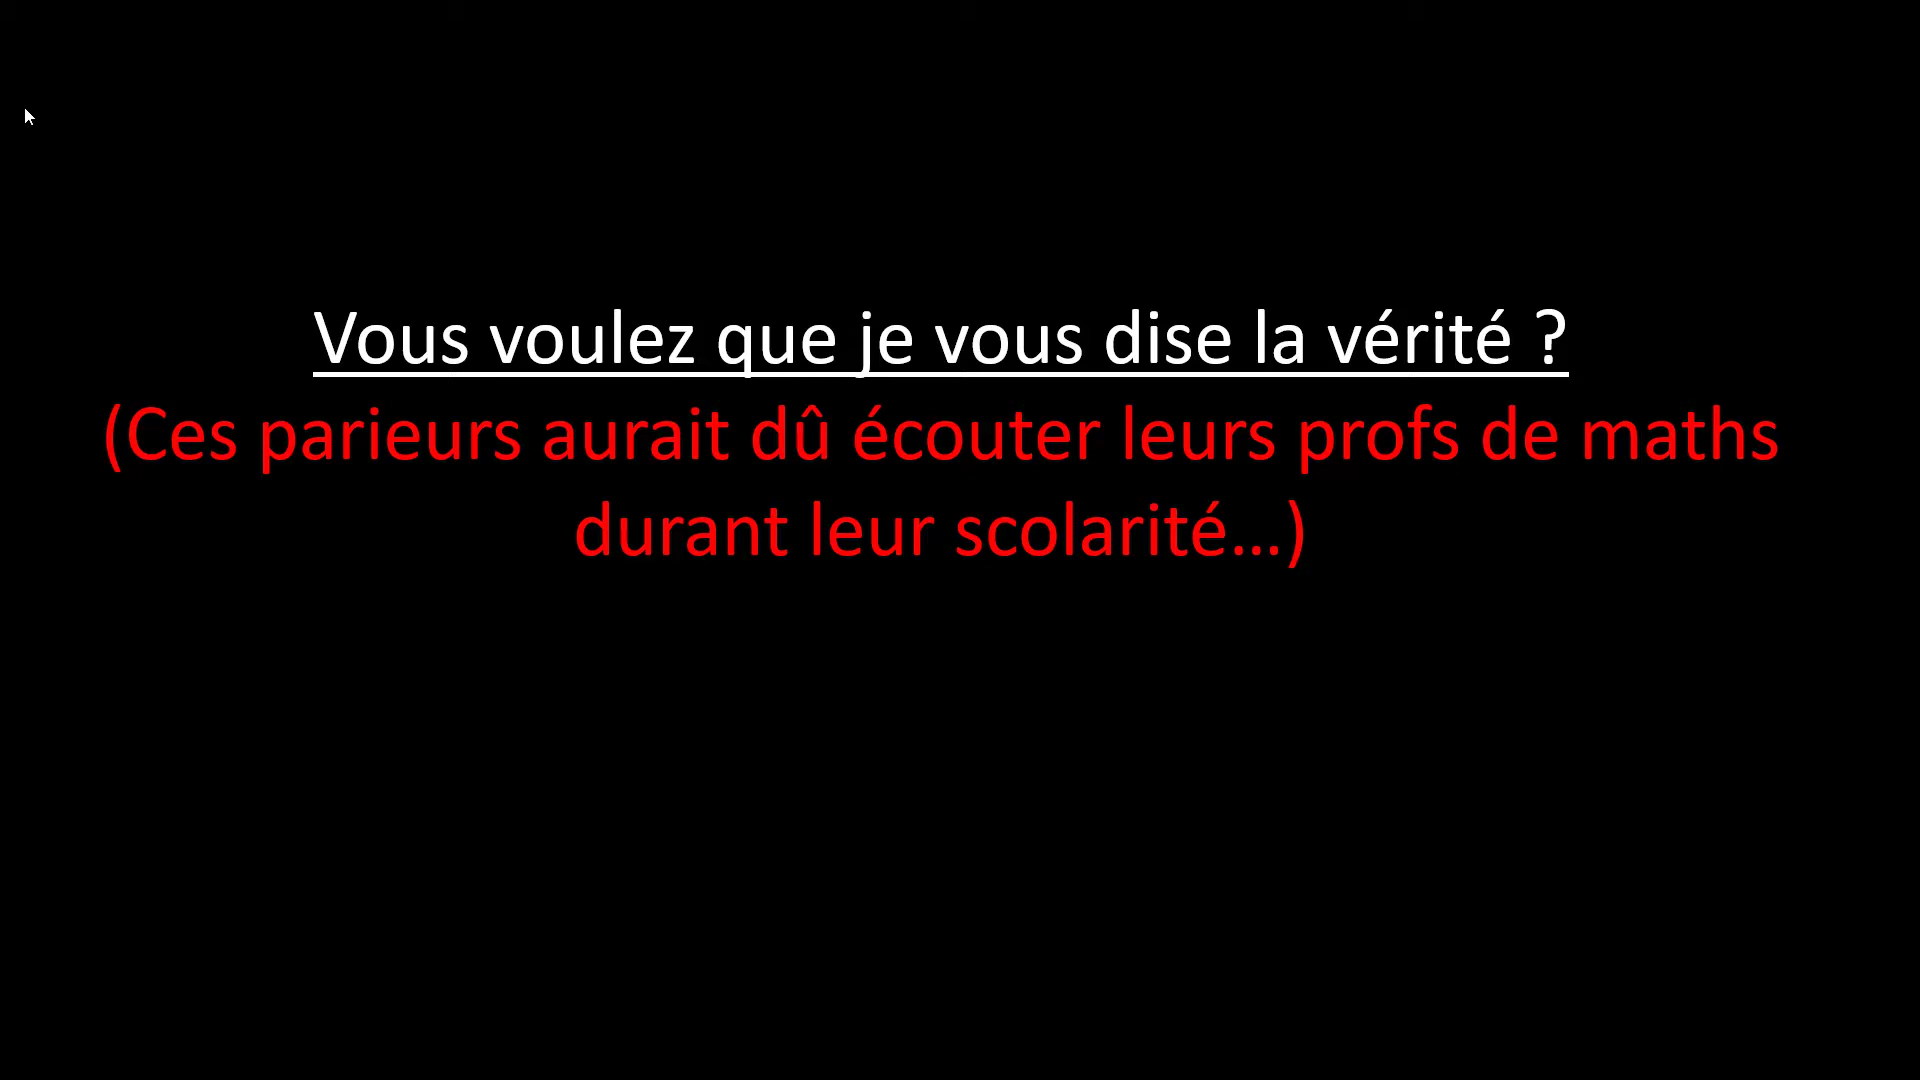 Vous voulez que je vous dise la vérité ?
(Ces parieurs aurait dû écouter leurs profs de maths
durant leur scolarité...)